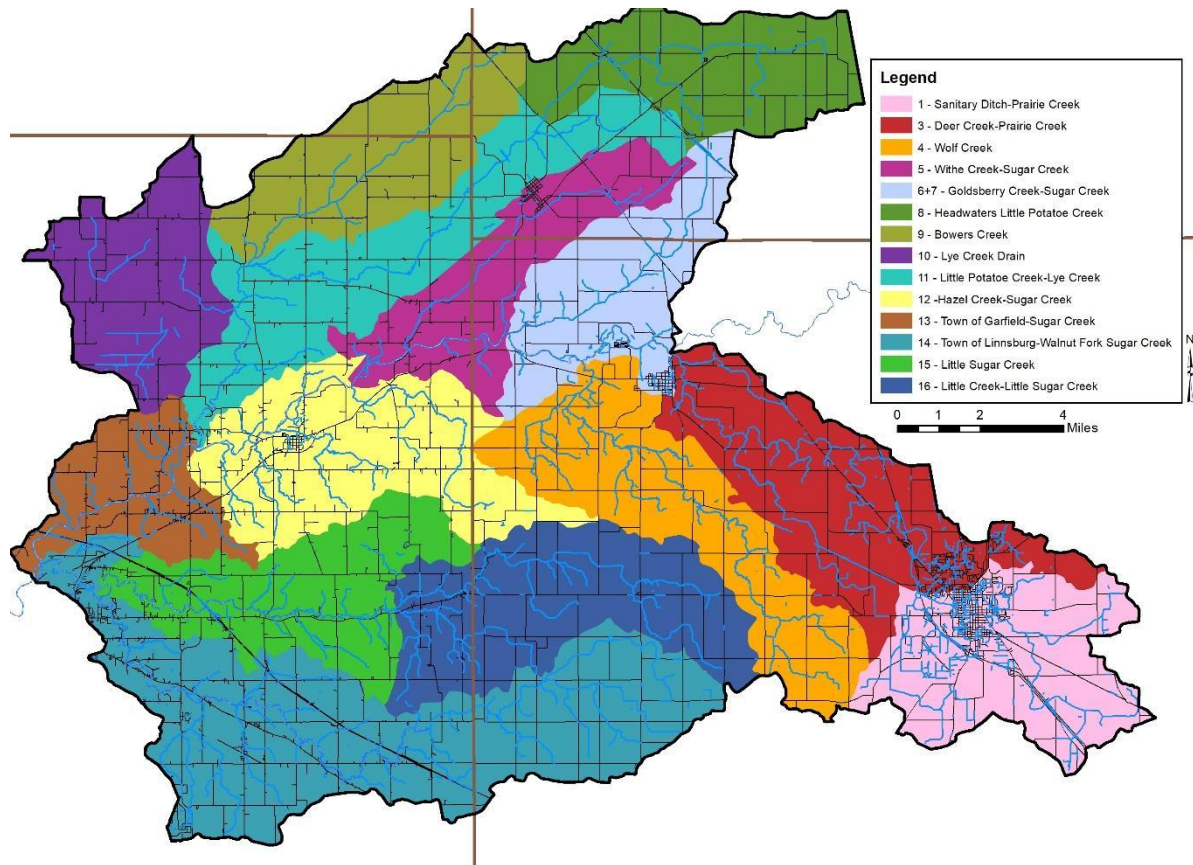 Legend
1 - Sanitary Ditch-Prairie Creek
3 - Deer Creek-Prairie Creek
4 - Wolf Creek
5 - Withe Creek-Sugar Creek
6+7 - Goldsberry Creek-Sugar Creek
8 - Headwaters Little Potatoe Creek
9 - Bowers Creek
10 - Lye Creek Drain
11 - Little Potatoe Creek-Lye Creek
12 -Hazel Creek-Sugar Creek
13 - Town of Garfield-Sugar Creek
14 - Town of Linnsburg-Walnut Fork Sugar Creek
15 - Little Sugar Creek
16 - Little Creek-Little Sugar Creek
N
0 1 2 4
Miles